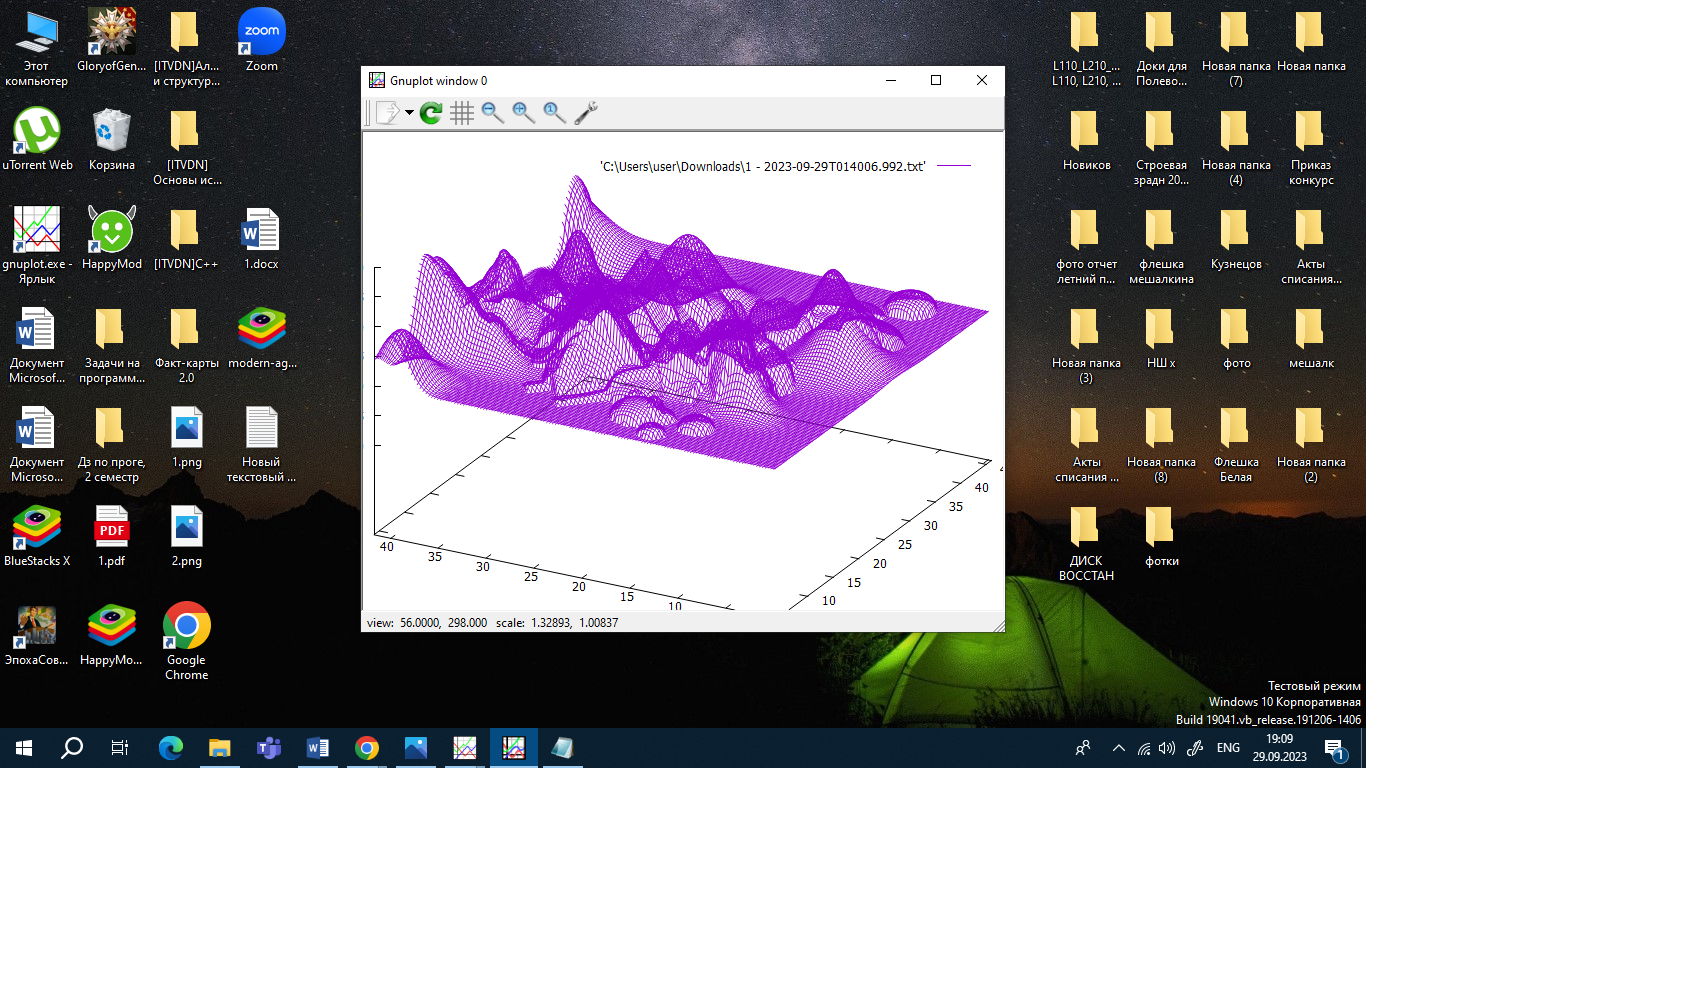 Этот
компьютер
GloryofGen...
[ITVDN]Ал...
и структур...
Zoom
zoom
uTorrent Web
Корзина
[ITVDN]
Основы ис...
gnuplot.exe -
Ярлык
HappyMod
[ITVDN]C++
1.docx
Документ
Microsof...
Задачи на
программ...
Факт-карты
2.0
modern-ag...
Документ
Microso...
Дз по проге,
2 семестр
1.png
Новый
текстовый ...
BlueStacks X
PDF
1.pdf
2.png
ЭпохаСов...
HappyMo...
Google
Chrome
Gnuplot window 0
'C:\Users\user\Downloads\1 - 2023-09-29T014006.992.txt'
40
35
30
25
20
15
10
40
35
30
25
20
15
10
view: 56.0000, 298.000 scale: 1.32893, 1.00837
L110_L210_...
L110, L210, ...
Доки для
Полево...
Новая папка
(7)
Новая папка
Новиков
Строевая
зрадн 20...
Новая папка
(4)
Приказ
конкурс
фото отчет
летний п...
флешка
мешалкина
Кузнецов
Акты
списания...
Новая папка
(3)
НШ х
фото
мешалк
Акты
списания ...
Новая папка
(8)
Флешка
Белая
Новая папка
(2)
ДИСК
ВОССТАН
фотки
Тестовый режим
Windows 10 Корпоративная
Build 19041.vb_release.191206-1406
ENG
19:09
29.09.2023
1